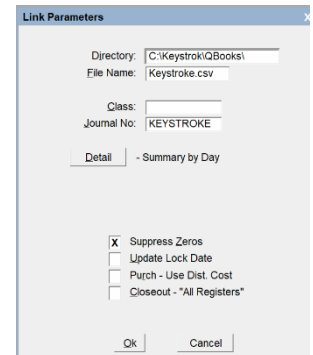 Link Parameters X
Directory: C:\Keystrok\QBooks\
File Name: Keystroke.csv
Class:
Journal No: KEYSTROKE
Detail - Summary by Day
X Suppress Zeros
Update Lock Date
Purch - Use Dist. Cost
Closeout - "All Registers"
Ok Cancel